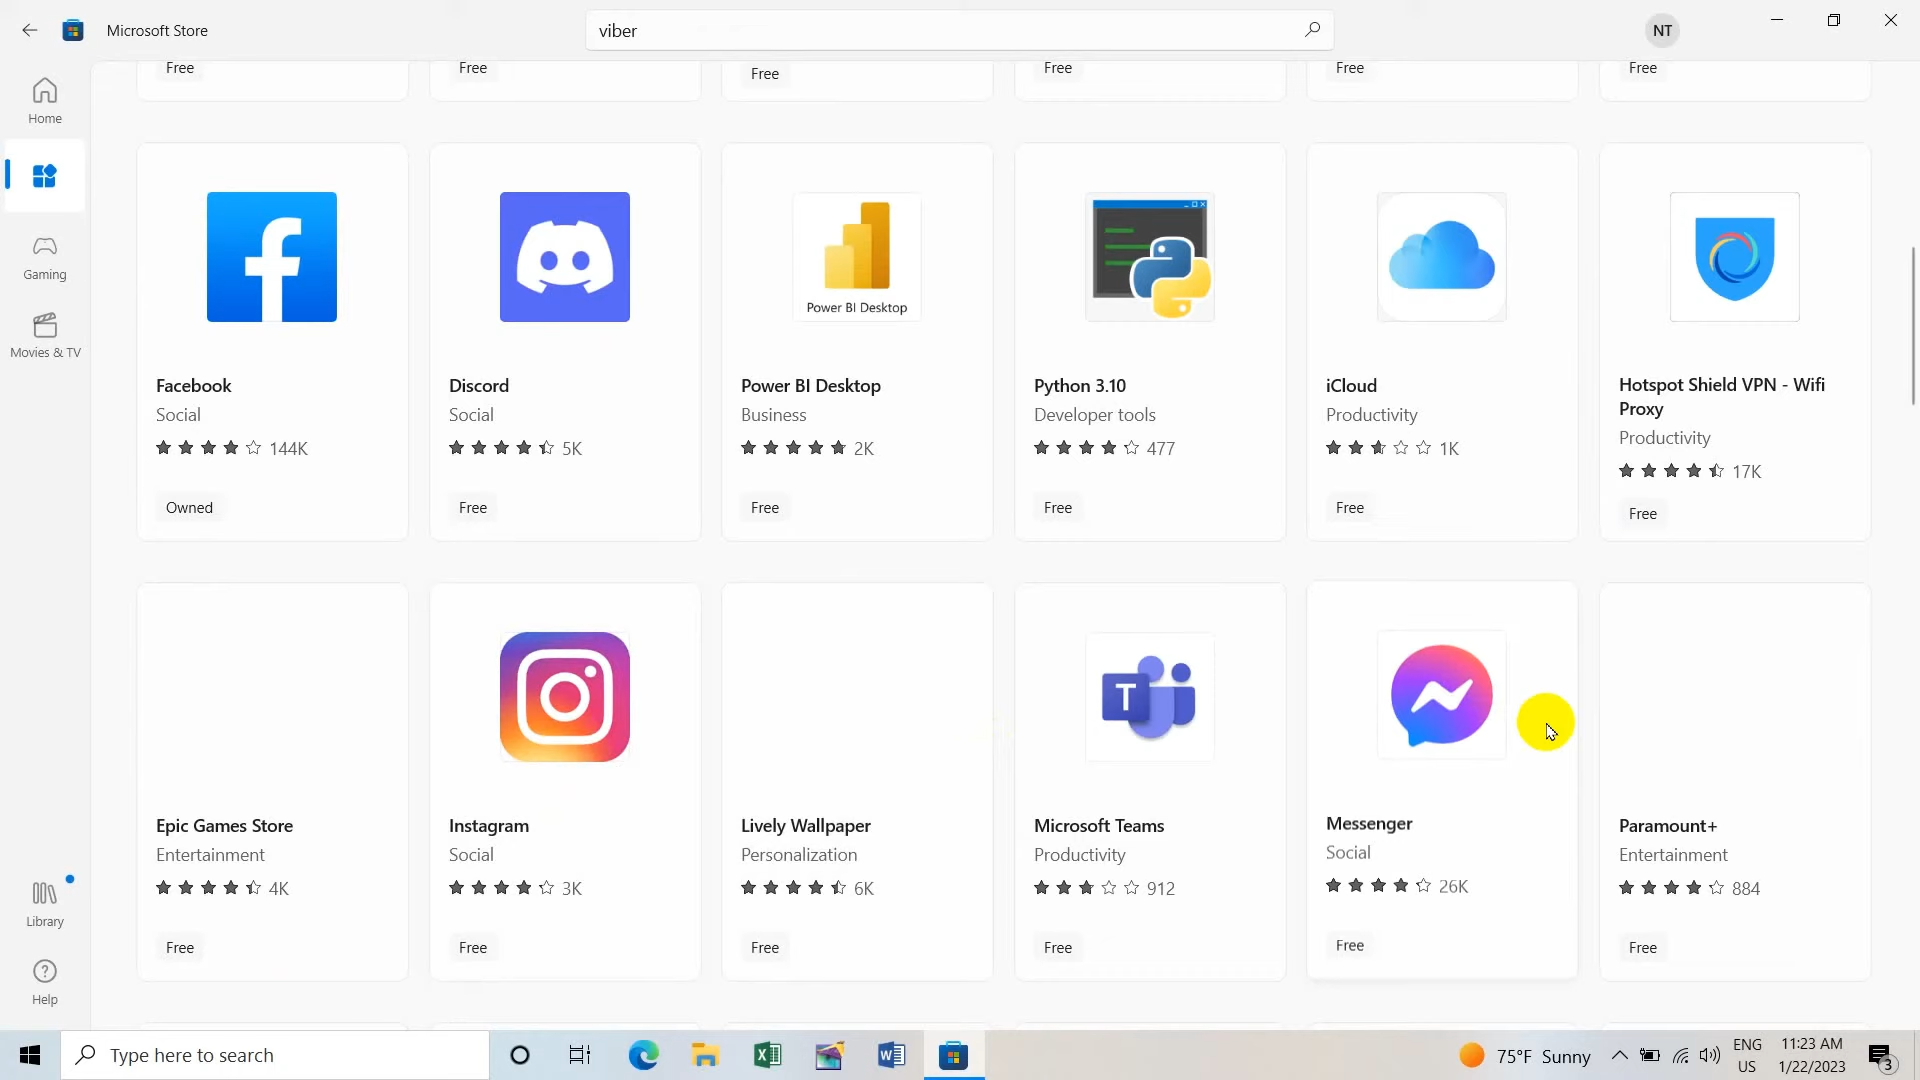 Microsoft Store
viber
NT
Home
Gaming
Movies & TV
Library
Help
Free
Free
Free
Free
Free
Free
Power BI Desktop
Facebook
Social
144K
Owned
Discord
Social
5K
Free
Power BI Desktop
Business
2K
Free
Python 3.10
Developer tools
477
Free
iCloud
Productivity
1K
Free
Hotspot Shield VPN - Wifi
Proxy
Productivity
17K
Free
Epic Games Store
Entertainment
4K
Free
Instagram
Social
3K
Free
Lively Wallpaper
Personalization
6K
Free
T
Microsoft Teams
Productivity
912
Free
Messenger
Social
26K
Free
Paramount+
Entertainment
884
Free
Type here to search
75°F Sunny
ENG
US
11:23 AM
1/22/2023
3